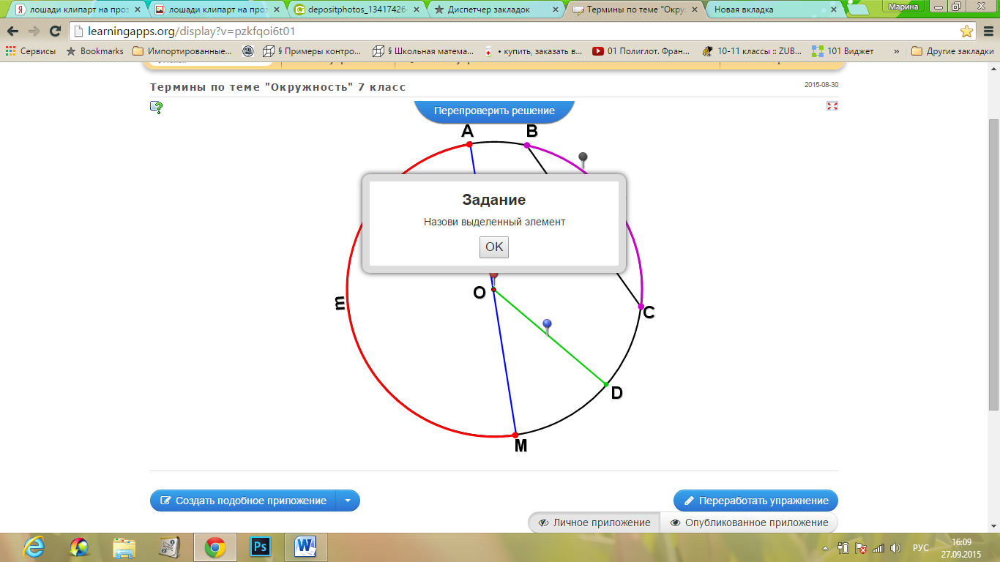 лошади клипарт на проз
лошади клипарт на проз
depositphotos_13417426
Диспетчер закладок
Термины по теме "Окру
Новая вкладка
Марина
learningapps.org/display?v=pzkfqoi6t01
Сервисы
Bookmarks
Импортированные...
§ Примеры контро...
§ Школьная матема...
• купить, заказать в...
01 Полиглот. Фран...
10-11 классы :: ZUB...
101 Виджет
»
Другие закладки
Термины по теме "Окружность" 7 класс
2015-08-30
Перепроверить решение
A
B
Задание
Назови выделенный элемент
OK
O
m
C
D
M
Создать подобное приложение
Переработать упражнение
Личное приложение
Опубликованное приложение
Ps
РУС
16:09
27.09.2015